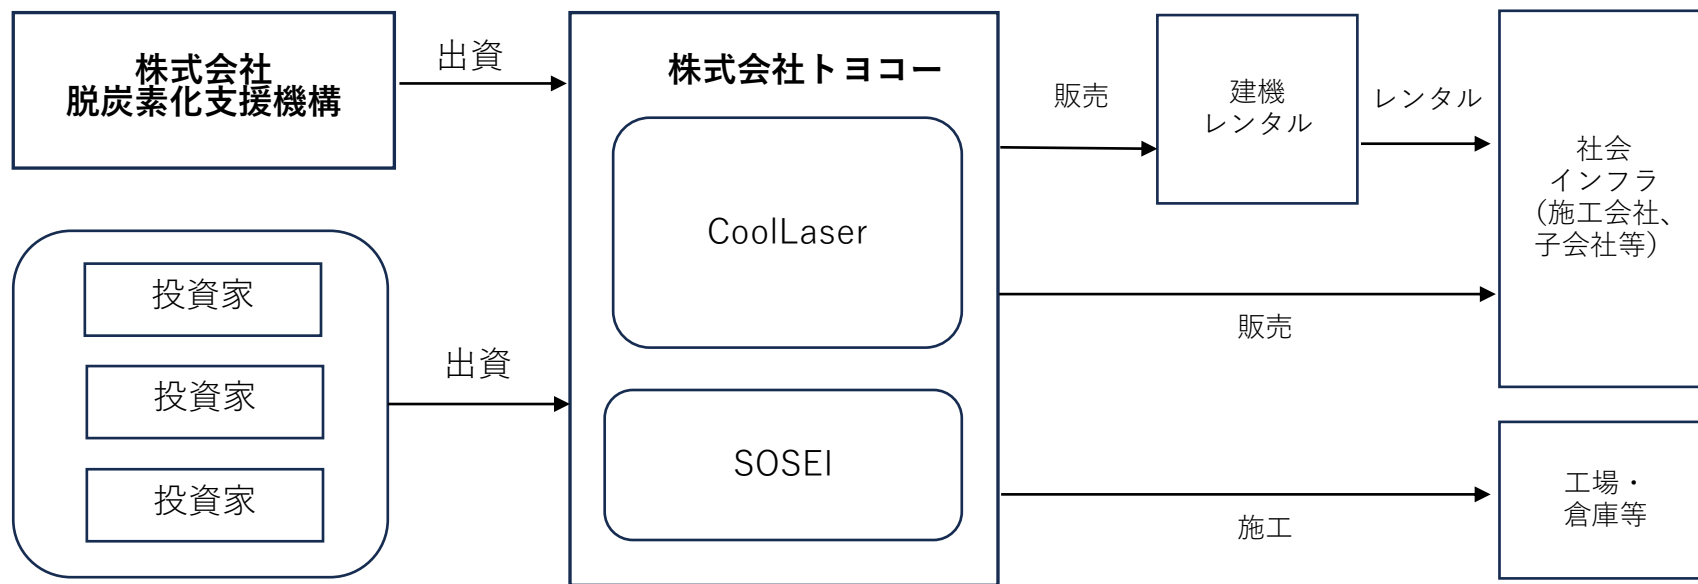 株式会社
脱炭素化支援機構
出資
投資家
投資家
投資家
出資
株式会社トヨコー
CoolLaser
SOSEI
販売
建機
レンタル
レンタル
販売
施工
社会
インフラ
（施工会社、
子会社等）
工場・
倉庫等